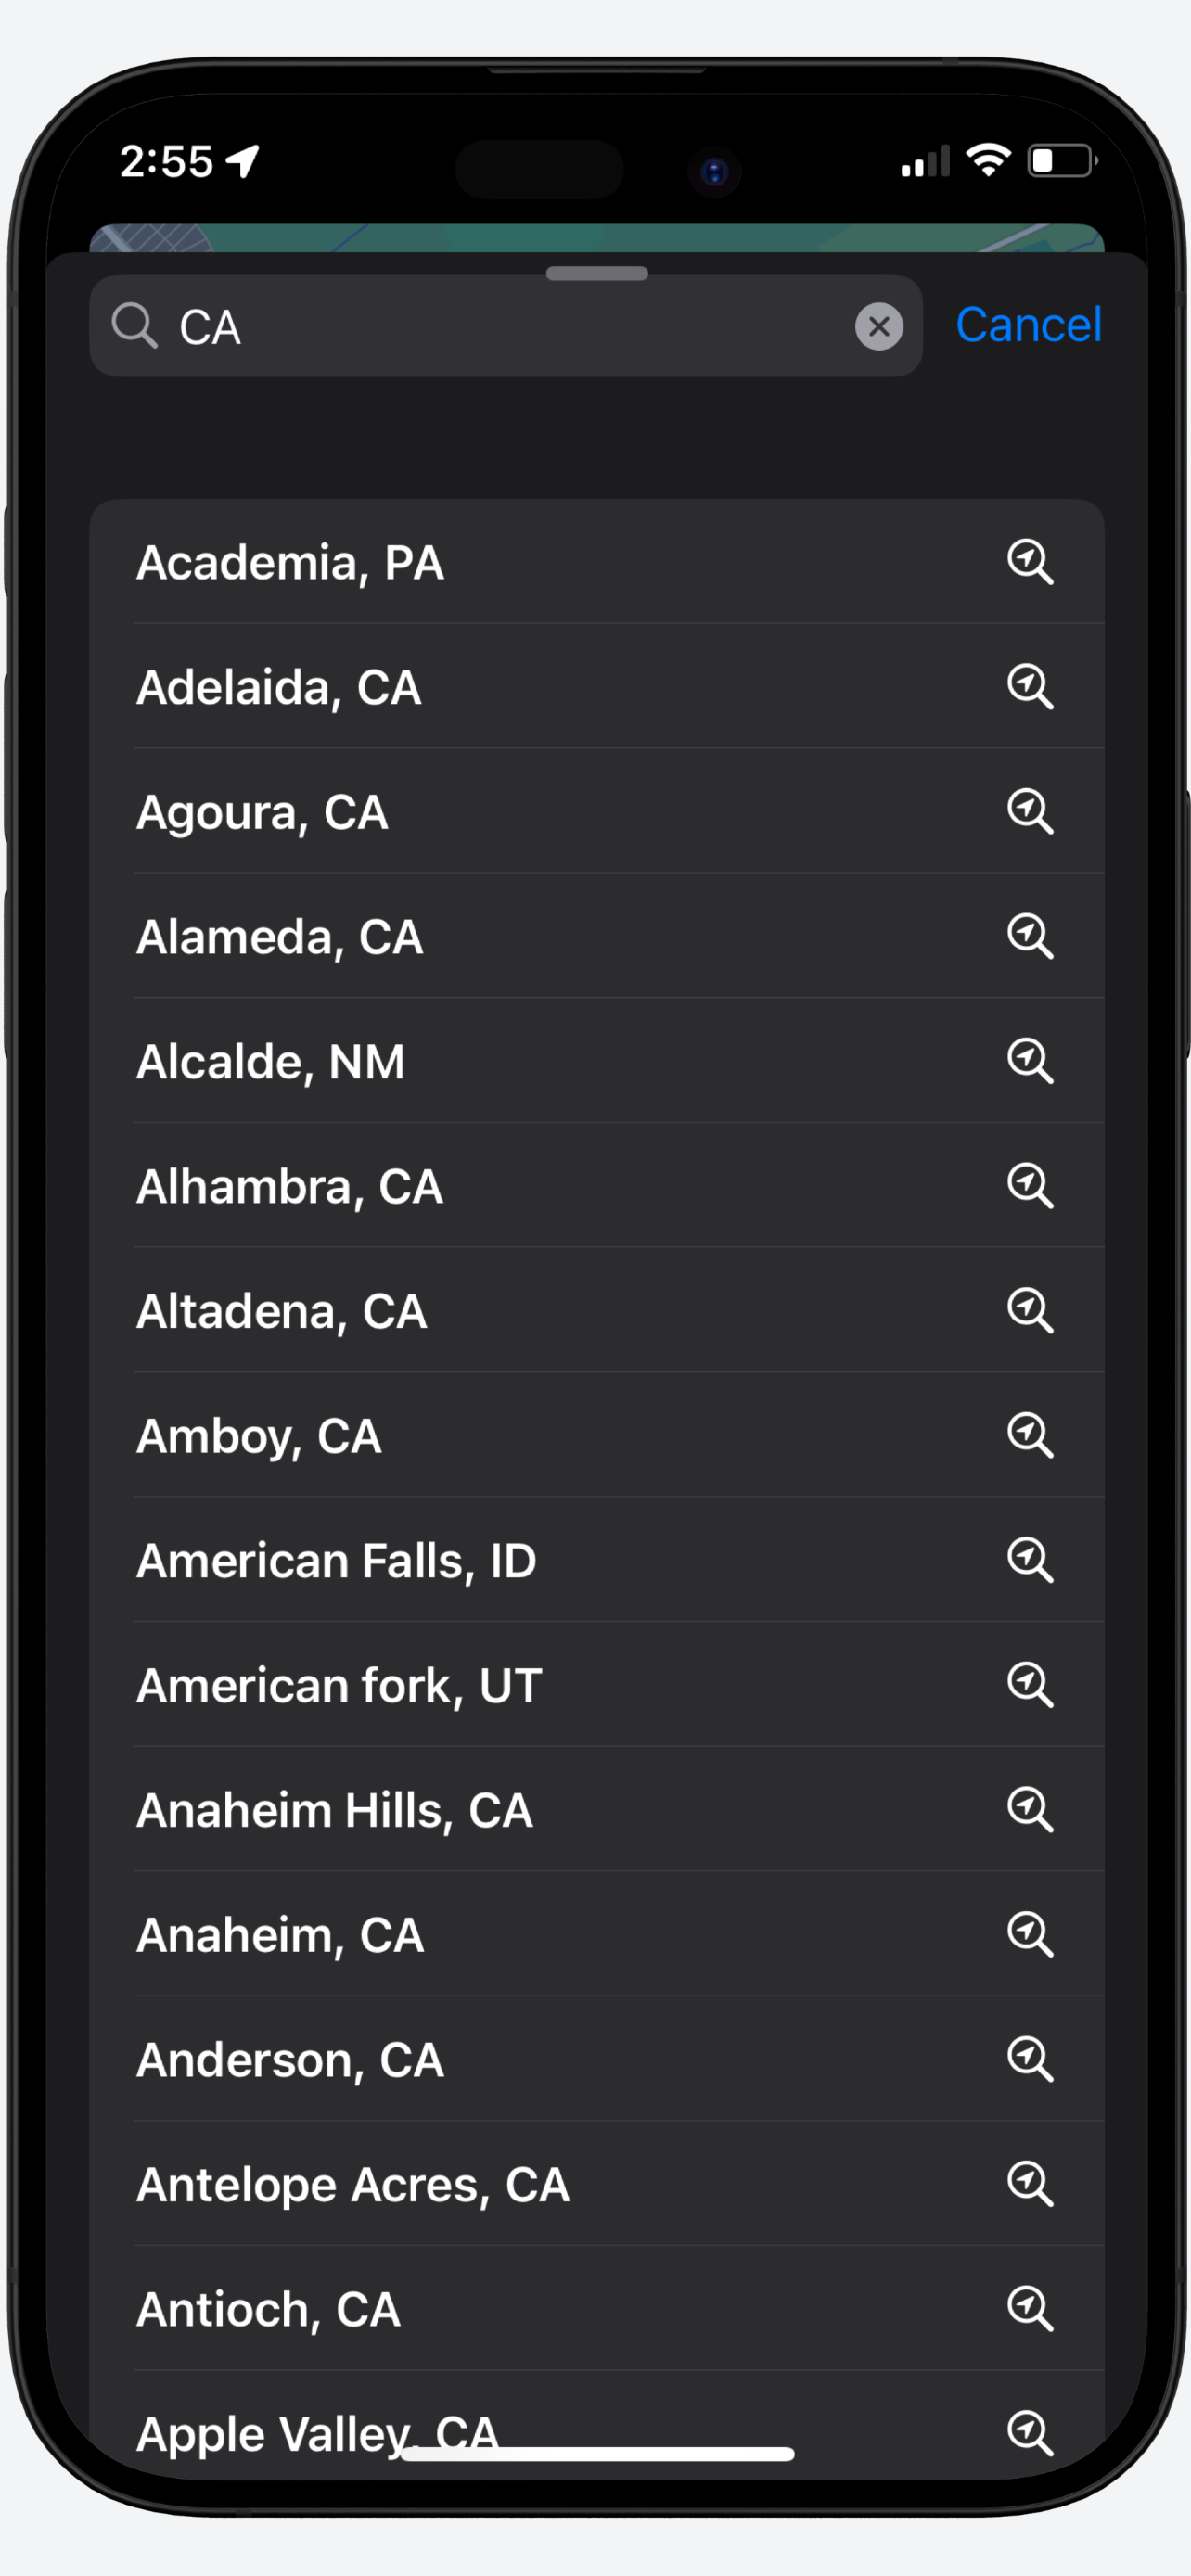 2:55
CA
Cancel
Academia, PA
Adelaida, CA
Agoura, CA
Alameda, CA
Alcalde, NM
Alhambra, CA
Altadena, CA
Amboy, CA
American Falls, ID
American fork, UT
Anaheim Hills, CA
Anaheim, CA
Anderson, CA
Antelope Acres, CA
Antioch, CA
Apple Valley, CA